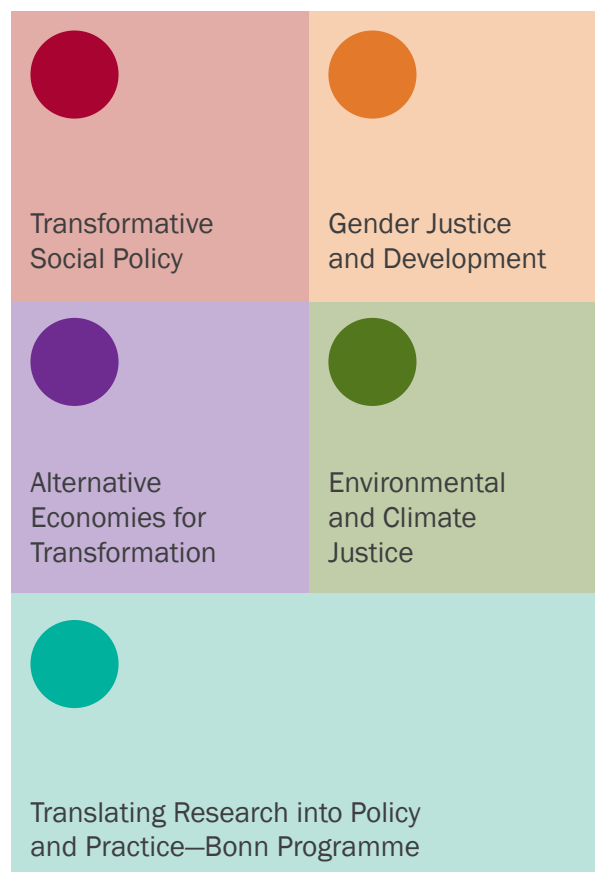 Transformative
Social Policy
Gender Justice
and Development
Alternative
Economies for
Transformation
Environmental
and Climate
Justice
Translating Research into Policy
and Practice—Bonn Programme